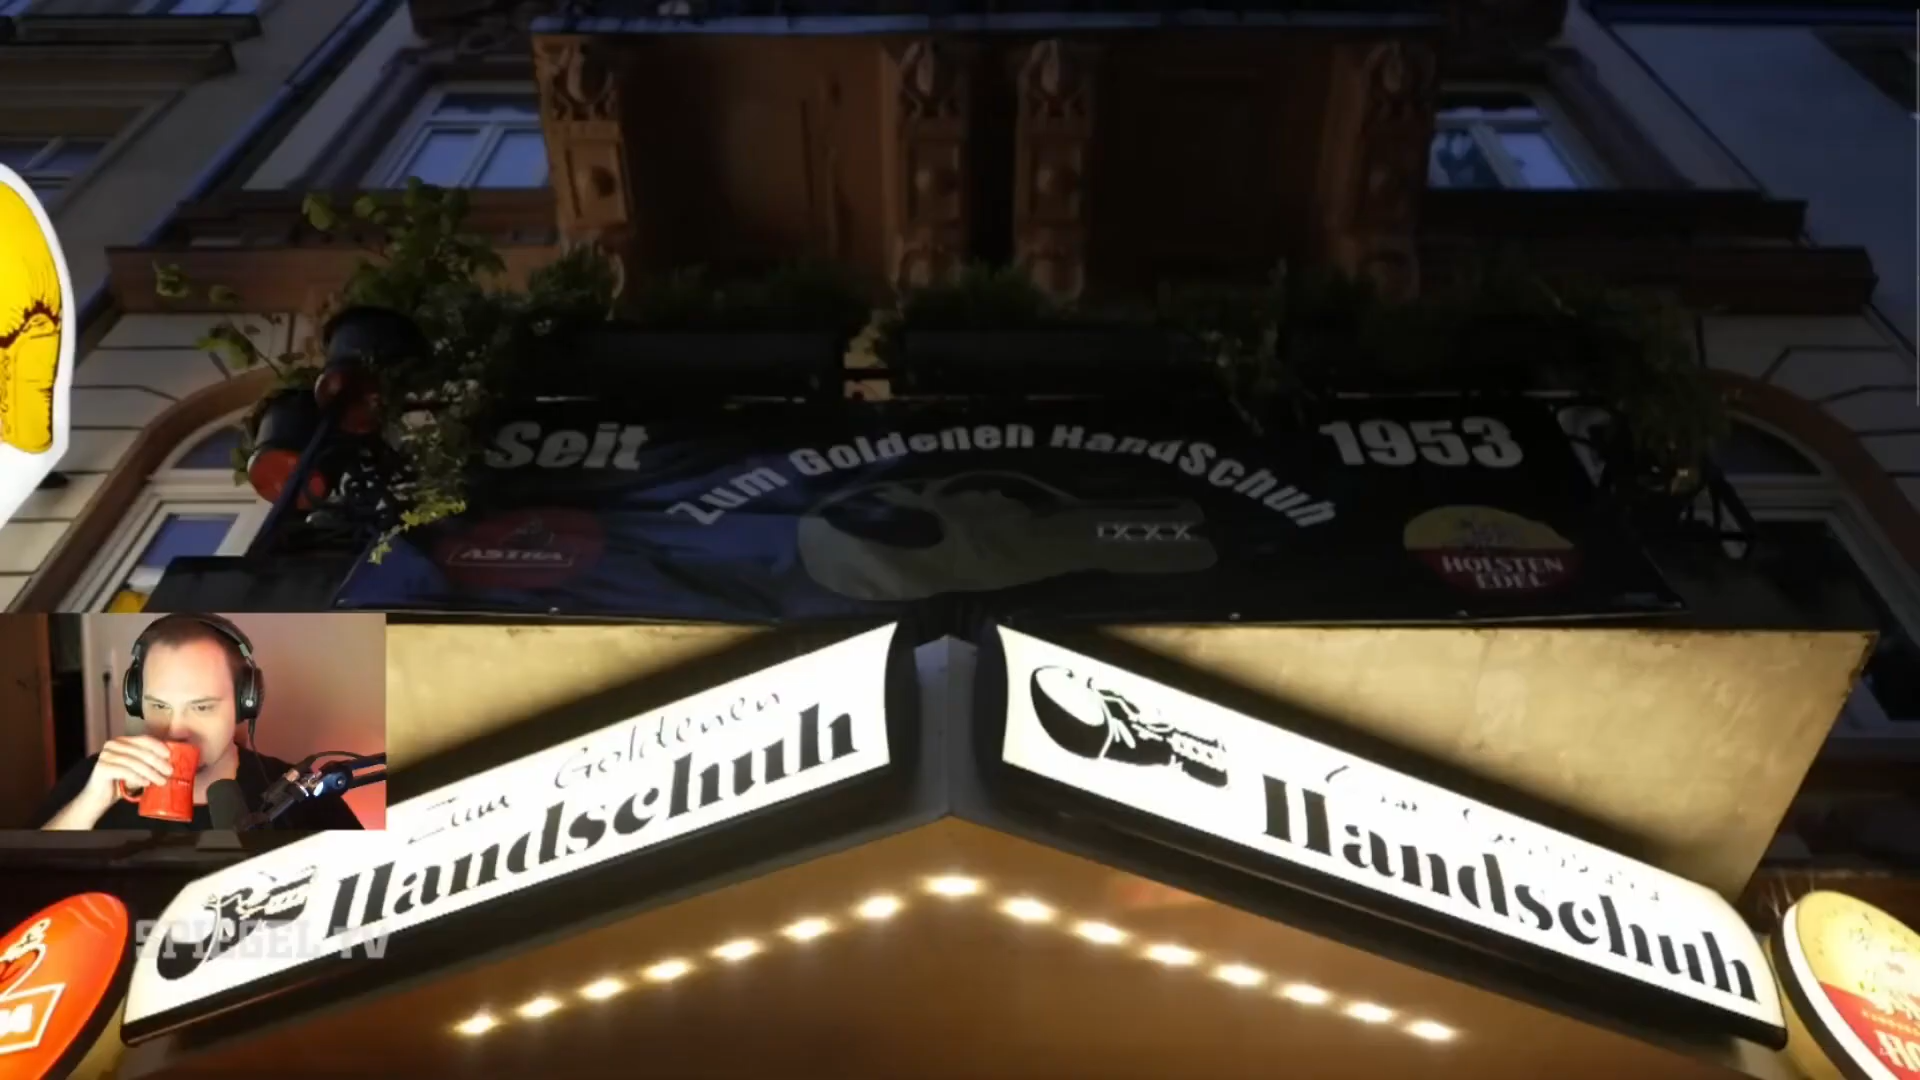 Seit
Zum Goldenen HandSchuh
1953
ASTRA
HOLSTEN
EDEL
Zum Goldenen
Handschuh
Handschuh
SPIEGEL TV